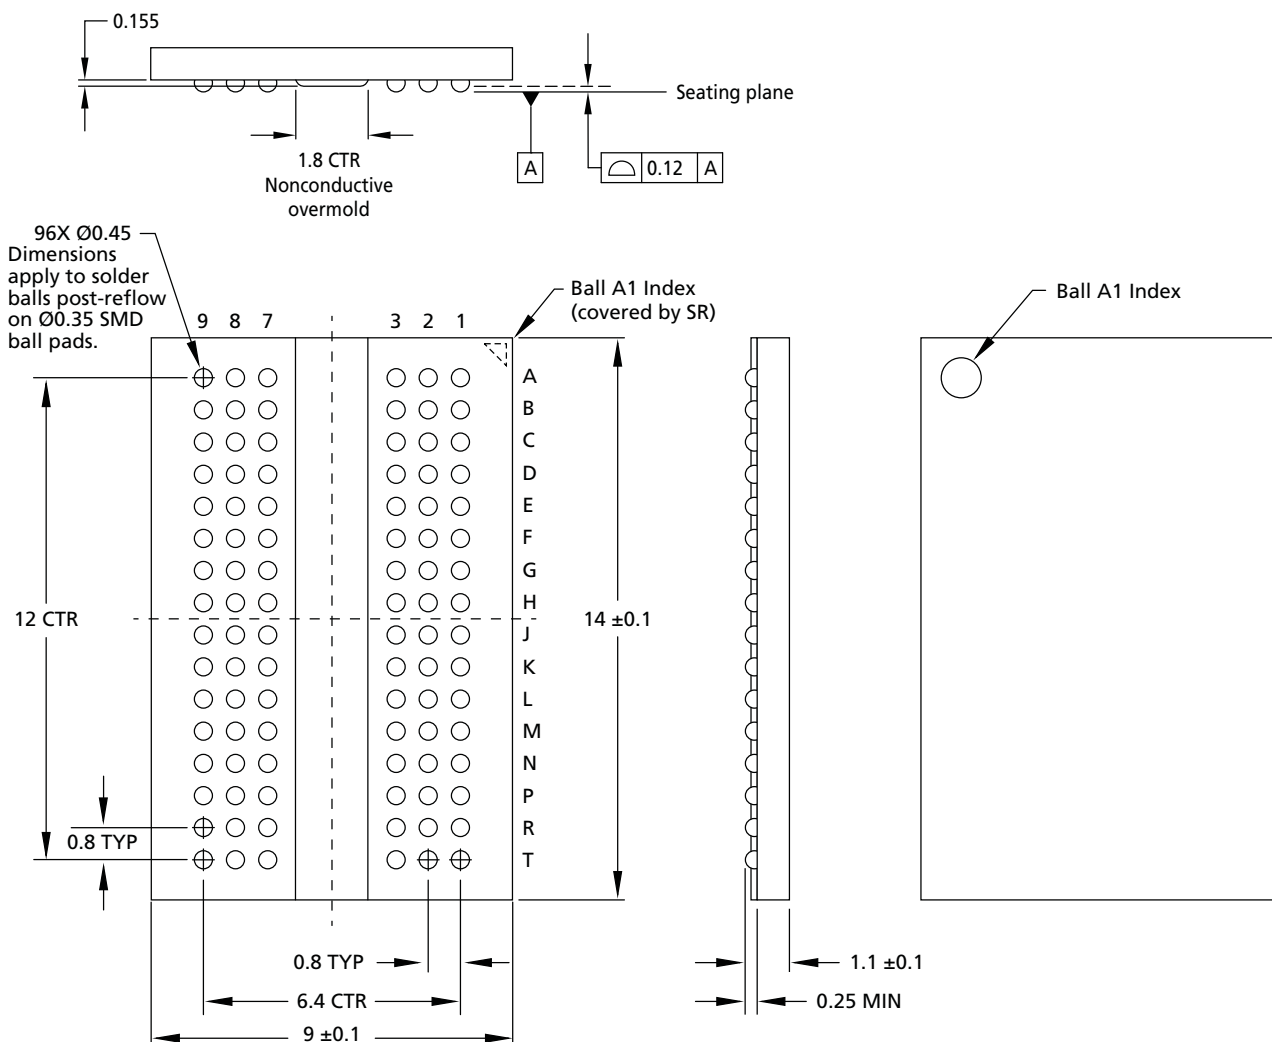 0.155
Seating plane
1.8 CTR
Nonconductive
overmold
A
0.12 A
96X Ø0.45
Dimensions
apply to solder
balls post-reflow
on Ø0.35 SMD
ball pads.
9 8 7 3 2 1
Ball A1 Index
(covered by SR)
Ball A1 Index
A
B
C
D
E
F
G
H
J
K
L
M
N
P
R
T
12 CTR
14 ±0.1
0.8 TYP
0.8 TYP
1.1 ±0.1
6.4 CTR
0.25 MIN
9 ±0.1